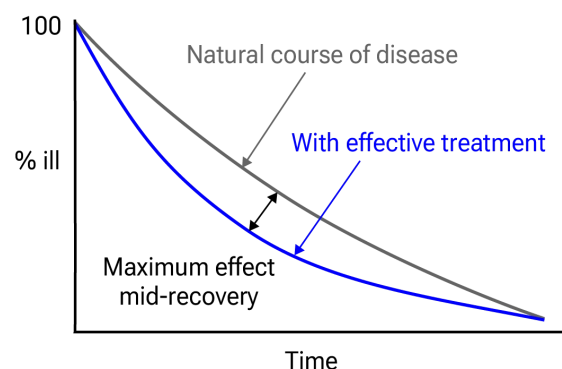 100
Natural course of disease
With effective treatment
% ill
Maximum effect
mid-recovery
Time